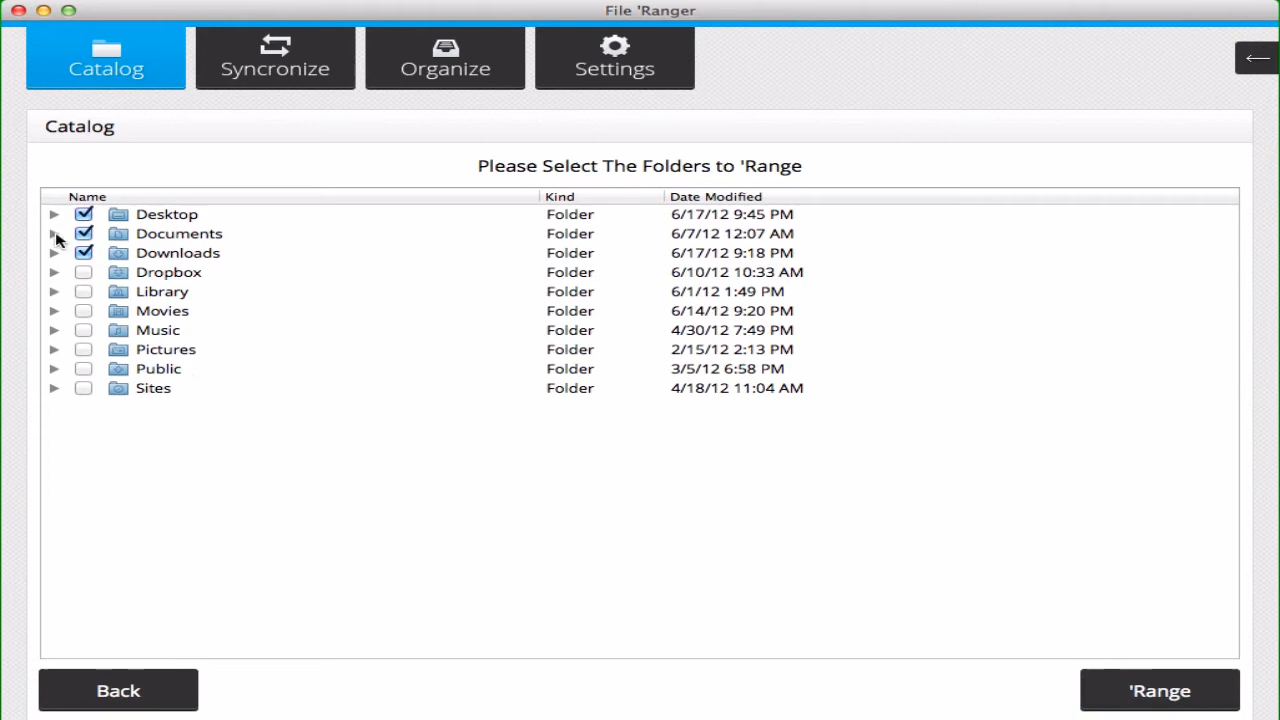 File 'Ranger
Catalog
Syncronize
Organize
Settings
Catalog
Please Select The Folders to 'Range
Name Kind Date Modified
Desktop Folder 6/17/12 9:45 PM
Documents Folder 6/7/12 12:07 AM
Downloads Folder 6/17/12 9:18 PM
Dropbox Folder 6/10/12 10:33 AM
Library Folder 6/1/12 1:49 PM
Movies Folder 6/14/12 9:20 PM
Music Folder 4/30/12 7:49 PM
Pictures Folder 2/15/12 2:13 PM
Public Folder 3/5/12 6:58 PM
Sites Folder 4/18/12 11:04 AM
Back
'Range